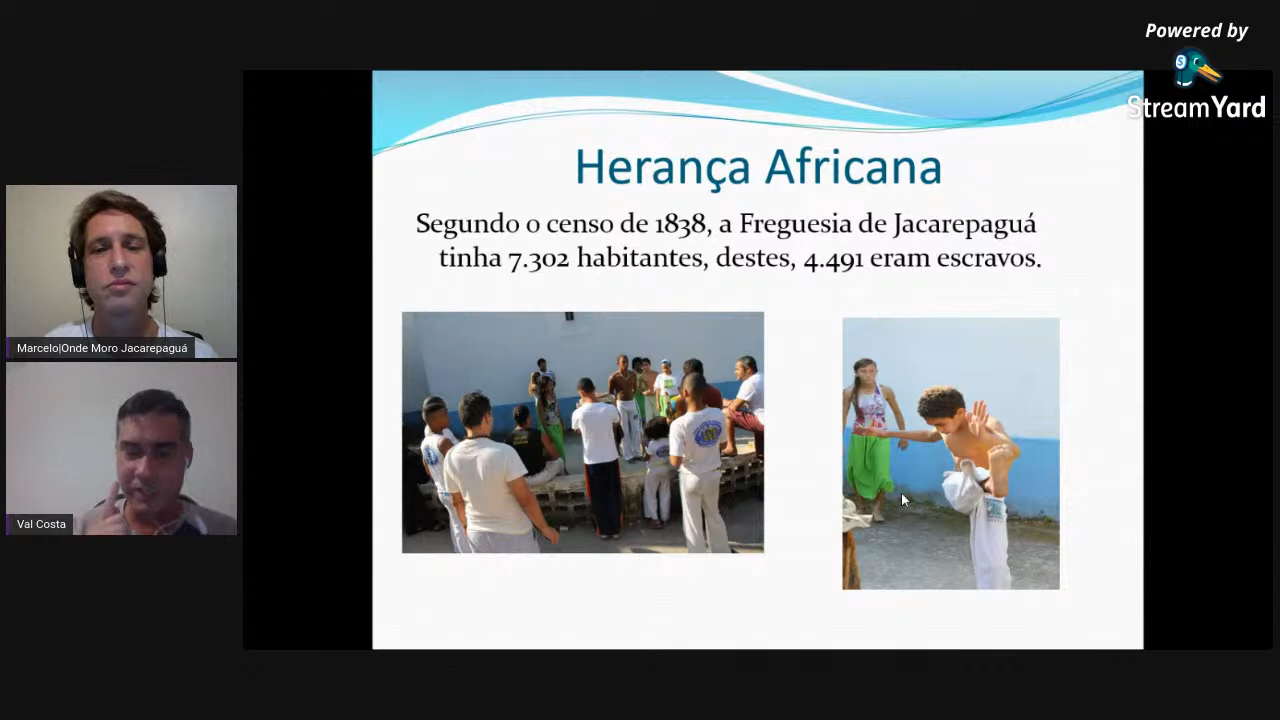 Powered by
StreamYard
Herança Africana
Segundo o censo de 1838, a Freguesia de Jacarepaguá
tinha 7.302 habitantes, destes, 4.491 eram escravos.
Marcelo|Onde Moro Jacarepaguá
Val Costa